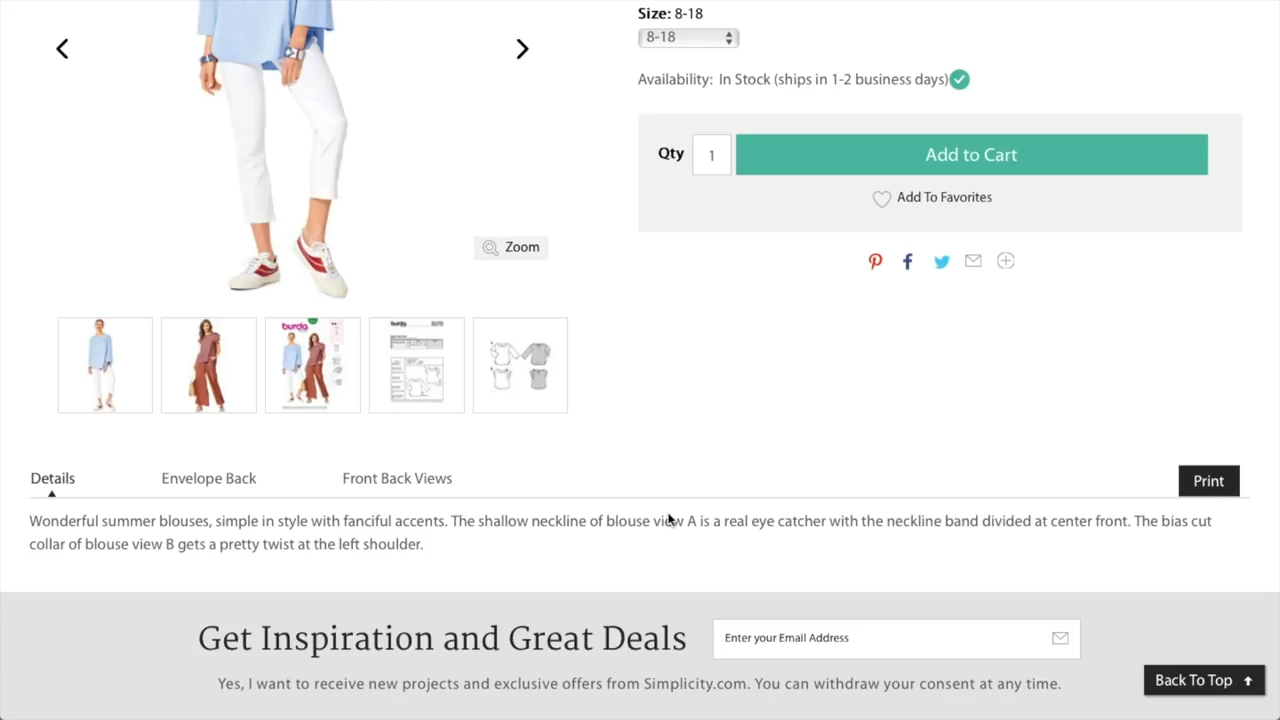 Size: 8-18
8-18
Availability: In Stock (ships in 1-2 business days)
Qty 1 Add to Cart
Add To Favorites
Zoom
burda
burda
Details Envelope Back Front Back Views Print
Wonderful summer blouses, simple in style with fanciful accents. The shallow neckline of blouse view A is a real eye catcher with the neckline band divided at center front. The bias cut
collar of blouse view B gets a pretty twist at the left shoulder.
Get Inspiration and Great Deals
Enter your Email Address
Yes, I want to receive new projects and exclusive offers from Simplicity.com. You can withdraw your consent at any time.
Back To Top